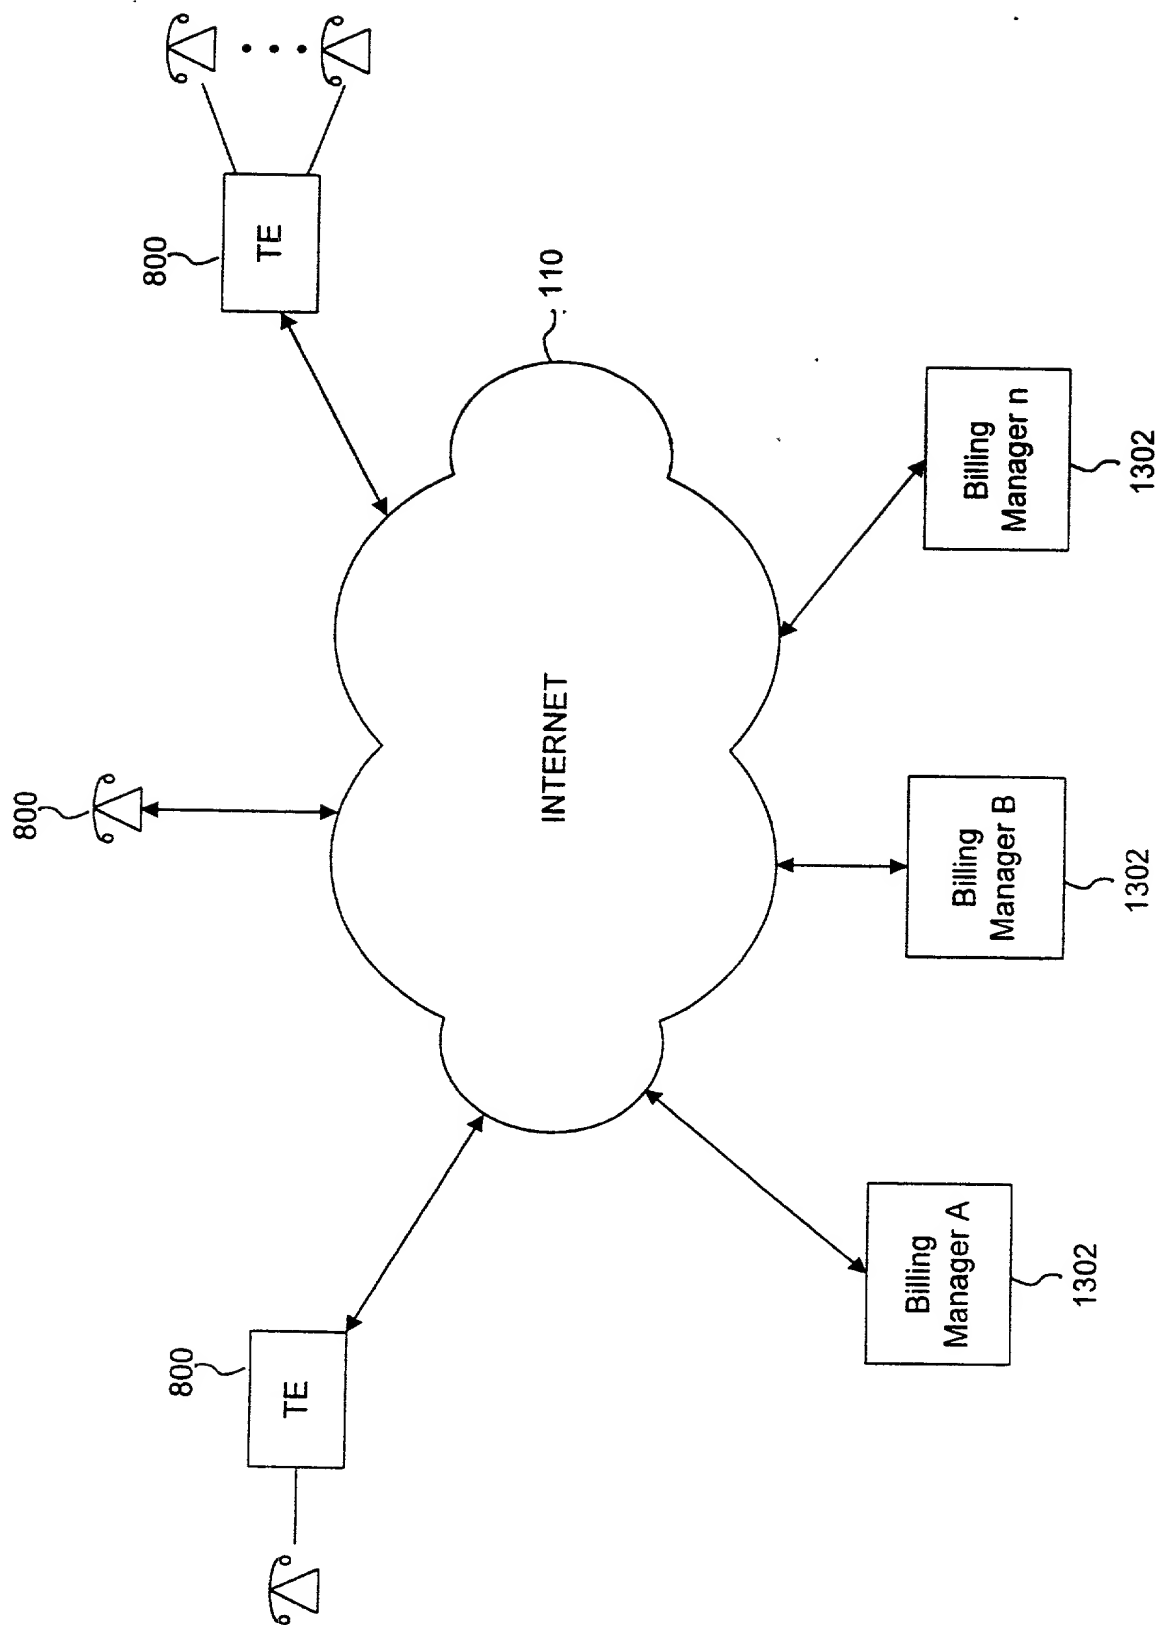 800
800
TE
800
TE
110
INTERNET
Billing
Manager A
1302
Billing
Manager B
1302
Billing
Manager n
1302